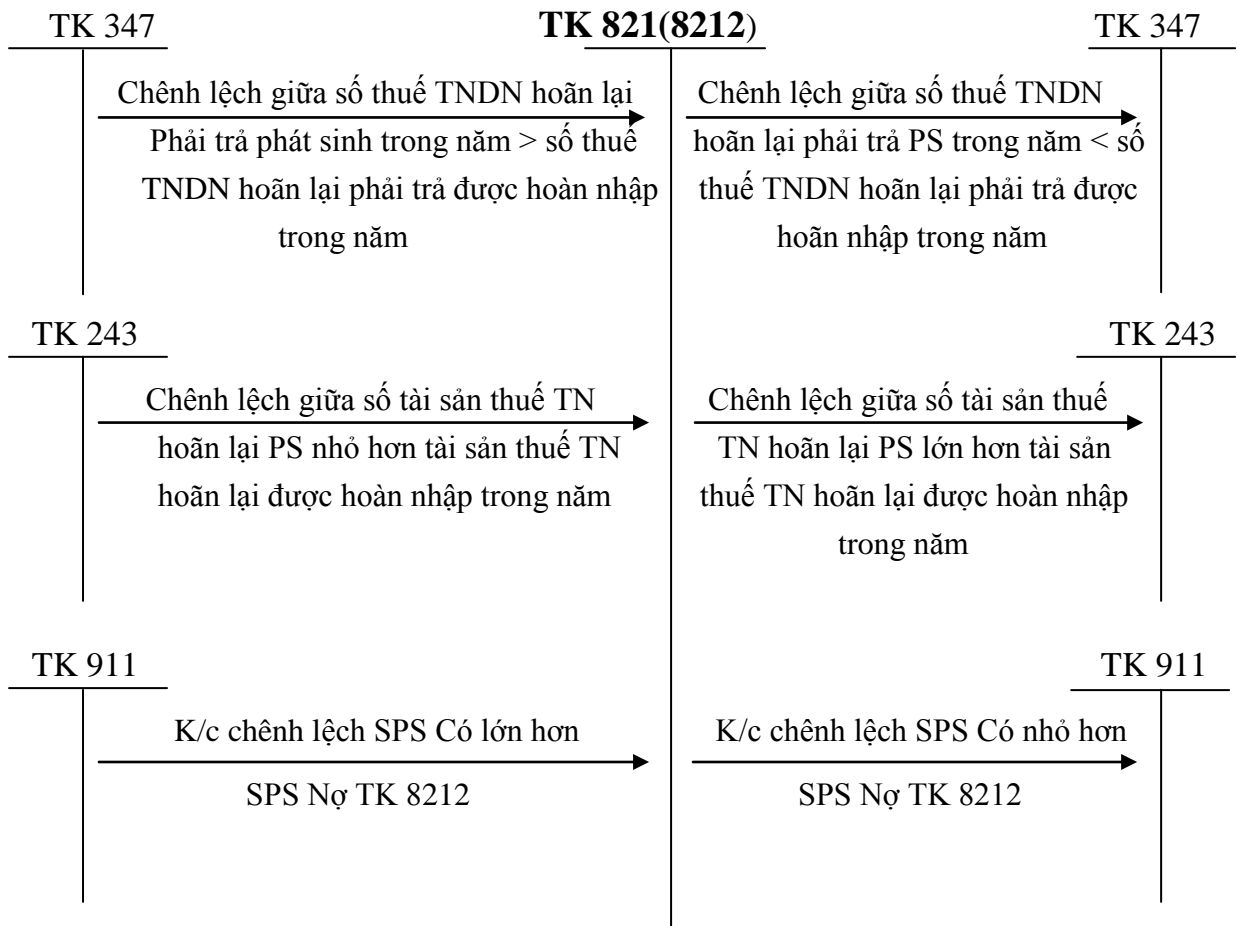 TK 347
TK 821(8212)
TK 347
Chênh lệch giữa số thuế TNDN hoãn lại
Phải trả phát sinh trong năm > số thuế
TNDN hoãn lại phải trả được hoàn nhập
trong năm
Chênh lệch giữa số thuế TNDN
hoãn lại phải trả PS trong năm < số
thuế TNDN hoãn lại phải trả được
hoãn nhập trong năm
TK 243
TK 243
Chênh lệch giữa số tài sản thuế TN
hoãn lại PS nhỏ hơn tài sản thuế TN
hoãn lại được hoàn nhập trong năm
Chênh lệch giữa số tài sản thuế
TN hoãn lại PS lớn hơn tài sản
thuế TN hoãn lại được hoàn nhập
trong năm
TK 911
TK 911
K/c chênh lệch SPS Có lớn hơn
SPS Nợ TK 8212
K/c chênh lệch SPS Có nhỏ hơn
SPS Nợ TK 8212